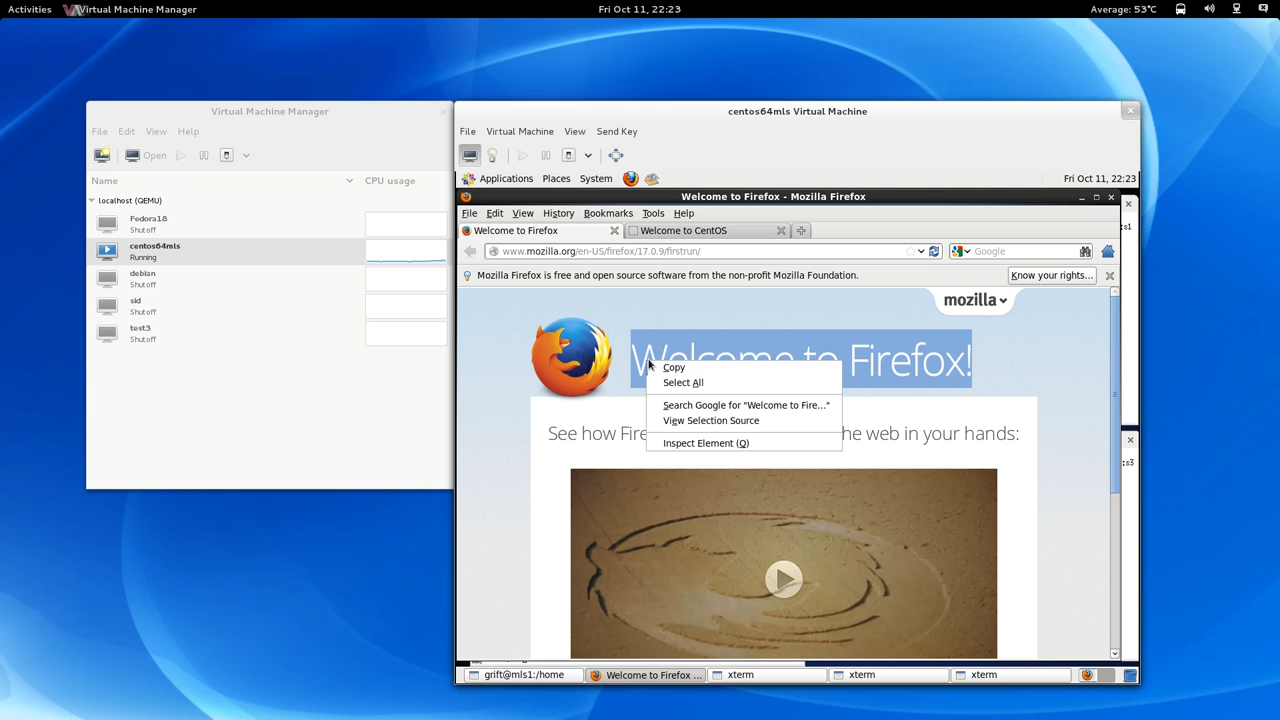 Activities Virtual Machine Manager Fri Oct 11, 22:23 Average: 53°C
Virtual Machine Manager
File Edit View Help
Open
Name CPU usage
localhost (QEMU)
Fedora18
Shutoff
centos64mls
Running
debian
Shutoff
sid
Shutoff
test3
Shutoff
centos64mls Virtual Machine
File Virtual Machine View Send Key
Applications Places System Fri Oct 11, 22:23
Welcome to Firefox - Mozilla Firefox
File Edit View History Bookmarks Tools Help
Welcome to Firefox Welcome to CentOS
www.mozilla.org/en-US/firefox/17.0.9/firstrun/ Google
Mozilla Firefox is free and open source software from the non-profit Mozilla Foundation. Know your rights...
mozilla
Welcome to Firefox!
Copy
Select All
Search Google for "Welcome to Fire..."
View Selection Source
Inspect Element (Q)
See how Fire he web in your hands:
:s1
:s3
grift@mls1:/home Welcome to Firefox ... xterm xterm xterm